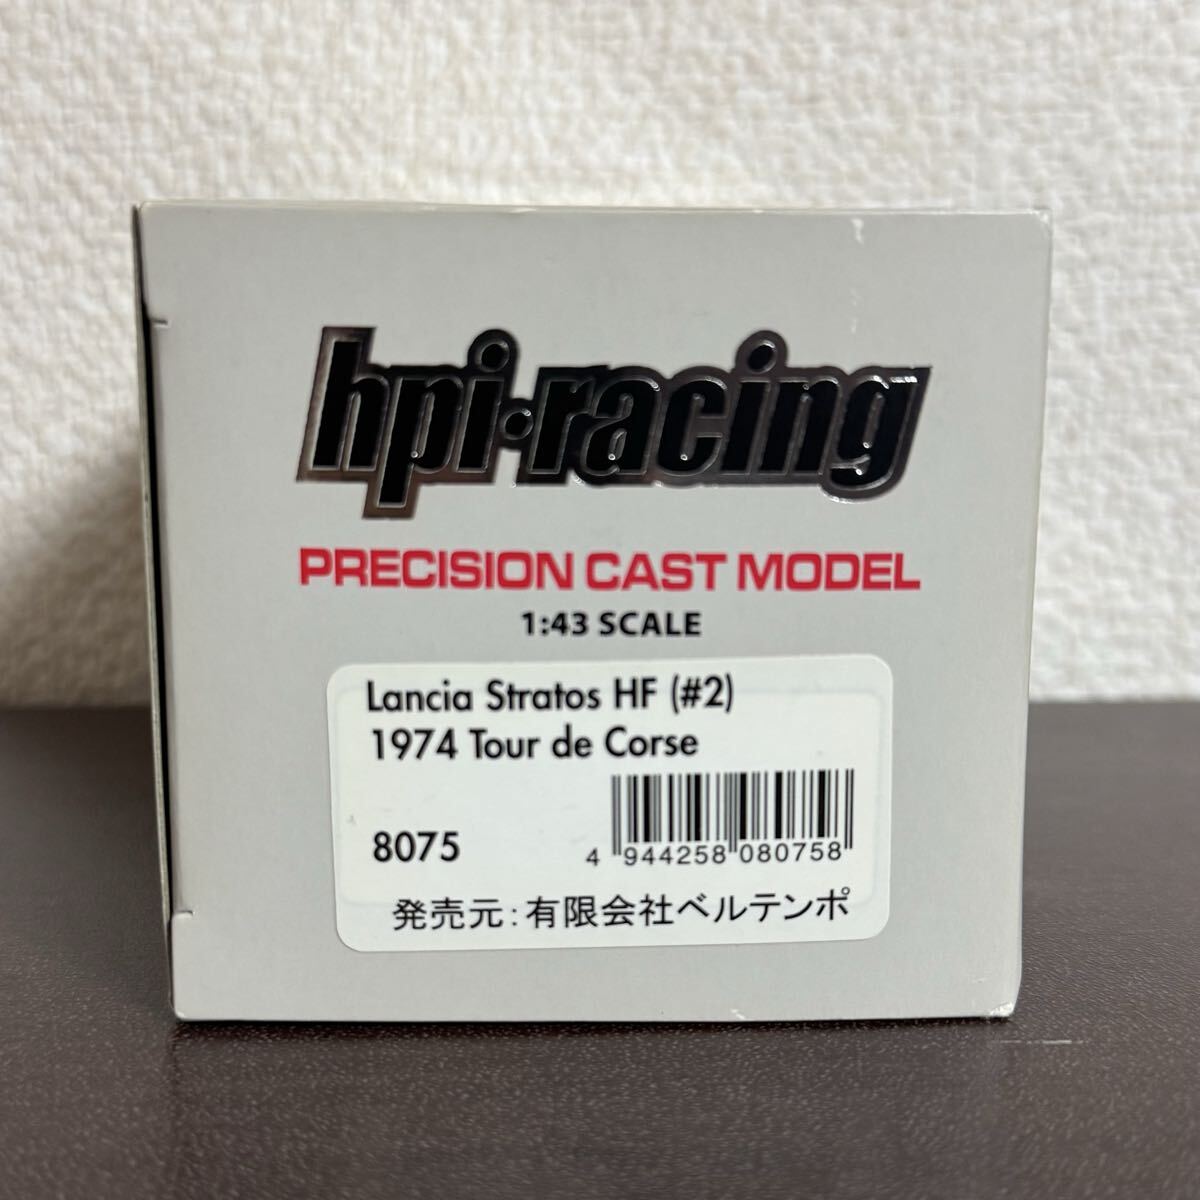 hpi·racing
PRECISION CAST MODEL
1:43 SCALE
Lancia Stratos HF (#2)
1974 Tour de Corse
8075
4 944258 080758
発売元:有限会社ベルテンポ